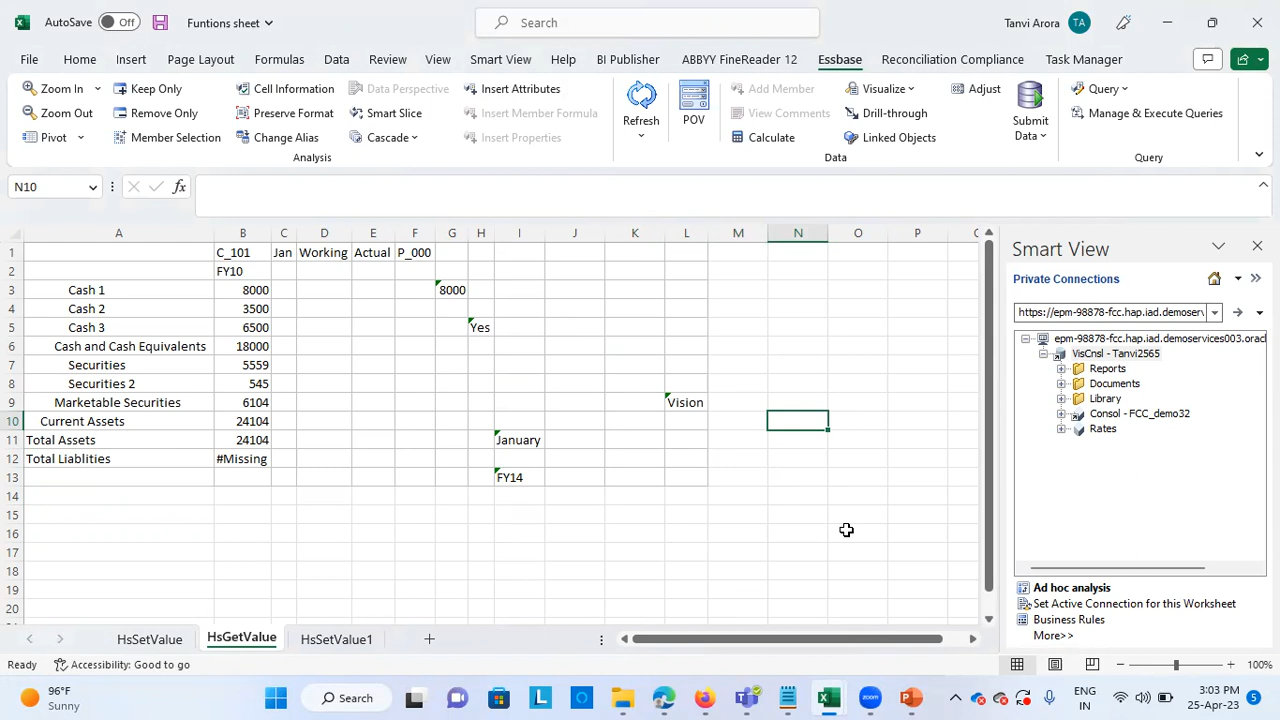 AutoSave Off Funtions sheet Search Tanvi Arora TA
File Home Insert Page Layout Formulas Data Review View Smart View Help BI Publisher ABBYY FineReader 12 Essbase Reconciliation Compliance Task Manager
Zoom In Keep Only Cell Information Data Perspective Insert Attributes Add Member Visualize Adjust Query
Zoom Out Remove Only Preserve Format Smart Slice Insert Member Formula Refresh POV View Comments Drill-through Submit Data Manage & Execute Queries
Pivot Member Selection Change Alias Cascade Insert Properties Calculate Linked Objects
Analysis Data Query
N10 fx
A B C D E F G H I J K L M N O P C
1 C_101 Jan Working Actual P_000
2 FY10
3 Cash 1 8000 8000
4 Cash 2 3500
5 Cash 3 6500 Yes
6 Cash and Cash Equivalents 18000
7 Securities 5559
8 Securities 2 545
9 Marketable Securities 6104 Vision
10 Current Assets 24104
11 Total Assets 24104 January
12 Total Liablities #Missing
13 FY14
14
15
16
17
18
19
20
Smart View
Private Connections
https://epm-98878-fcc.hap.iad.demoserv
epm-98878-fcc.hap.iad.demoservices003.oracl
VisCnsl - Tanvi2565
Reports
Documents
Library
Consol - FCC_demo32
Rates
Ad hoc analysis
Set Active Connection for this Worksheet
Business Rules
More>>
HsSetValue HsGetValue HsSetValue1
Ready Accessibility: Good to go 100%
96°F
Sunny
Search
ENG
IN
3:03 PM
25-Apr-23
5